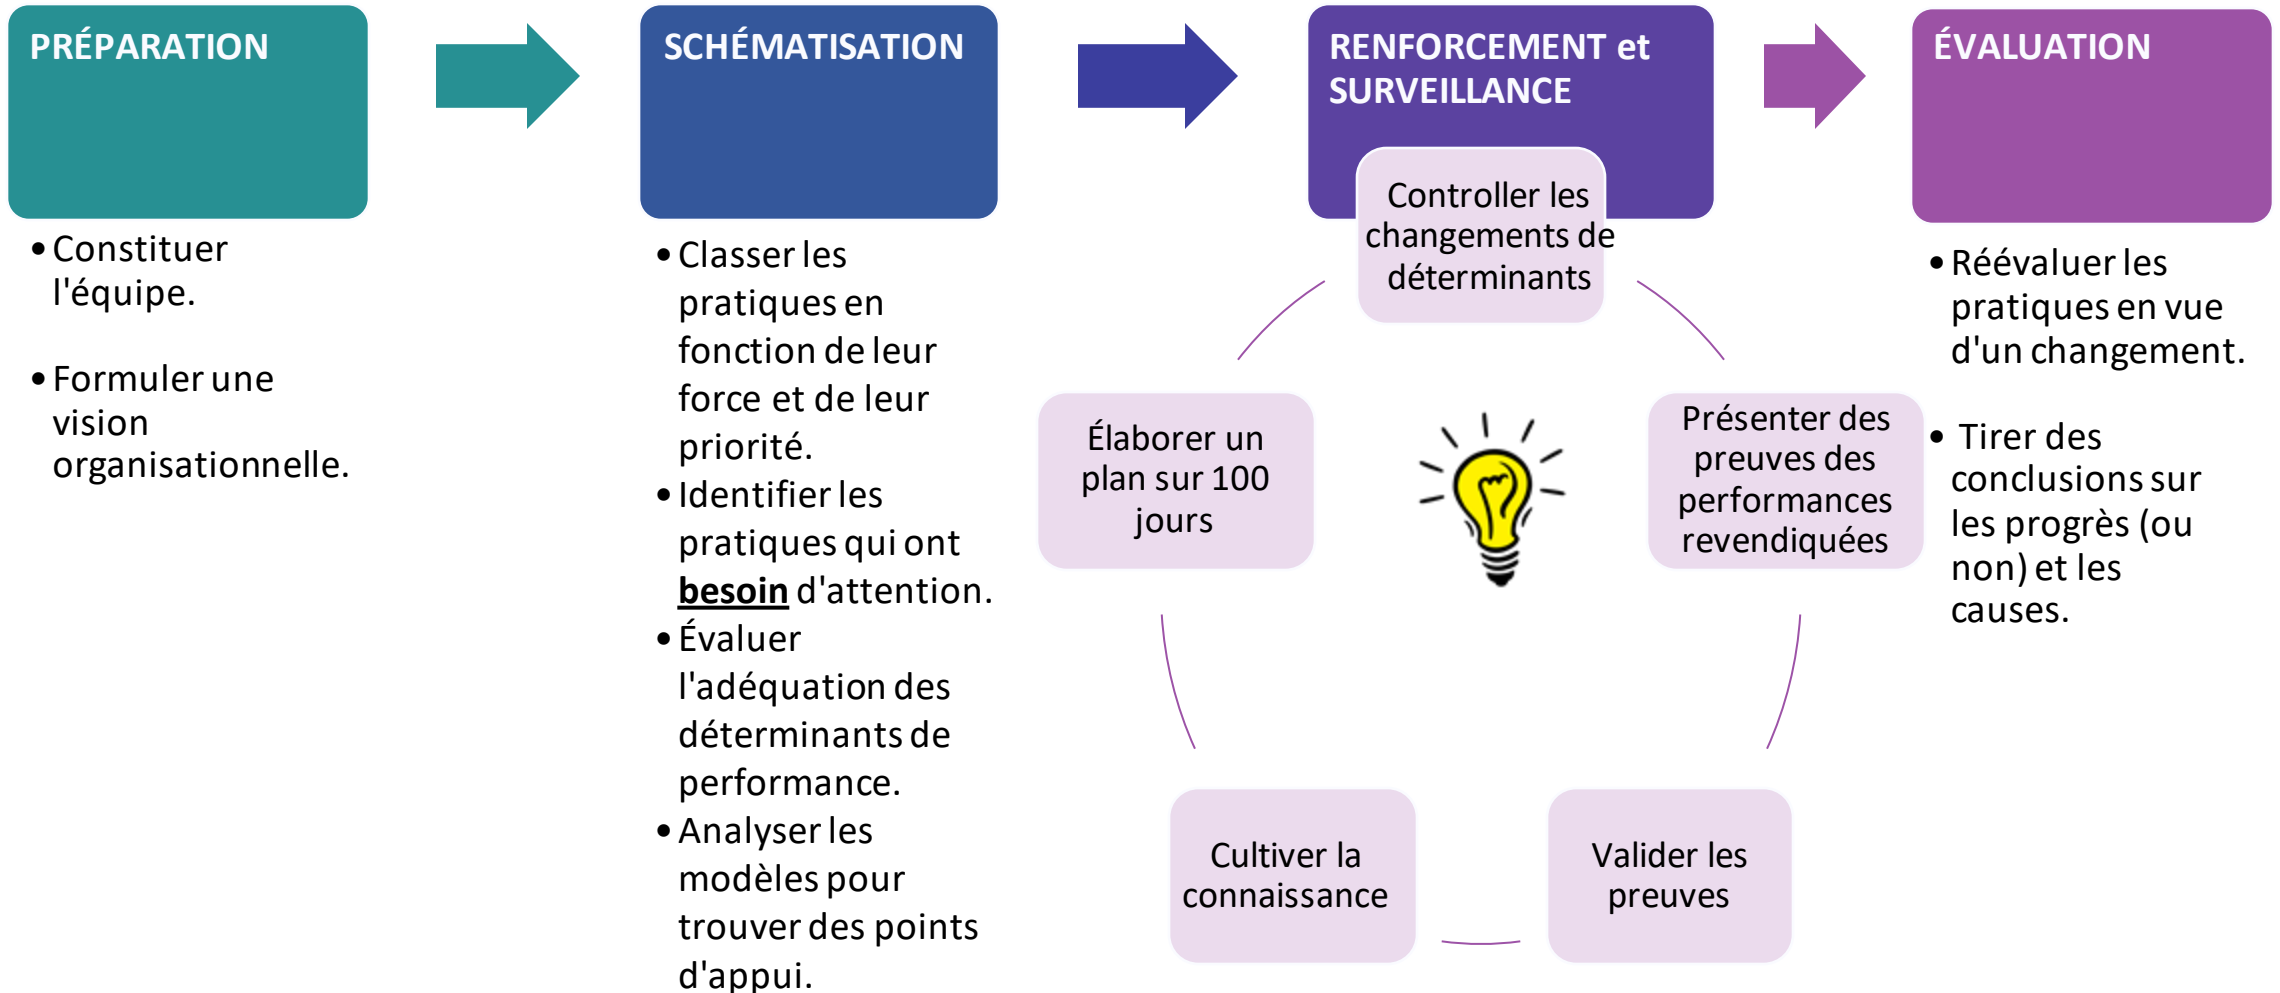 PRÉPARATION
• Constituer
l'équipe.
• Formuler une
vision
organisationnelle.
SCHÉMATISATION
• Classer les
pratiques en
fonction de leur
force et de leur
priorité.
• Identifier les
pratiques qui ont
besoin d'attention.
• Évaluer
l'adéquation des
déterminants de
performance.
• Analyser les
modèles pour
trouver des points
d'appui.
RENFORCEMENT et
SURVEILLANCE
Controller les
changements de
déterminants
Présenter des
preuves des
performances
revendiquées
Valider les
preuves
Cultiver la
connaissance
Élaborer un
plan sur 100
jours
ÉVALUATION
• Réévaluer les
pratiques en vue
d'un changement.
• Tirer des
conclusions sur
les progrès (ou
non) et les
causes.